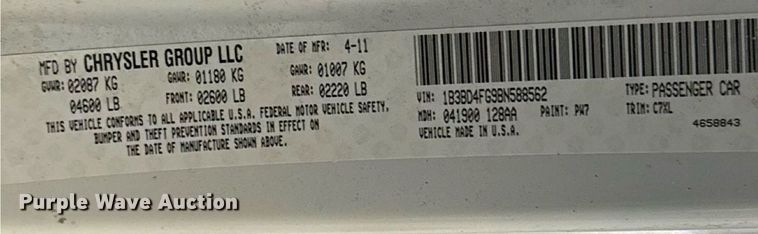 MFD BY CHRYSLER GROUP LLC
DATE OF MFR: 4-11
GVWR: 02087 KG
GAWR: 01180 KG
GAWR: 01007 KG
04600 LB
FRONT: 02600 LB
REAR: 02220 LB
THIS VEHICLE CONFORMS TO ALL APPLICABLE U.S.A. FEDERAL MOTOR VEHICLE SAFETY,
BUMPER AND THEFT PREVENTION STANDARDS IN EFFECT ON
THE DATE OF MANUFACTURE SHOWN ABOVE.
VIN: 1B3BD4FG9BN588562
TYPE: PASSENGER CAR
MDH: 041900 128AA
PAINT: PW7
TRIM: C7XL
VEHICLE MADE IN U.S.A.
4658843
Purple Wave Auction